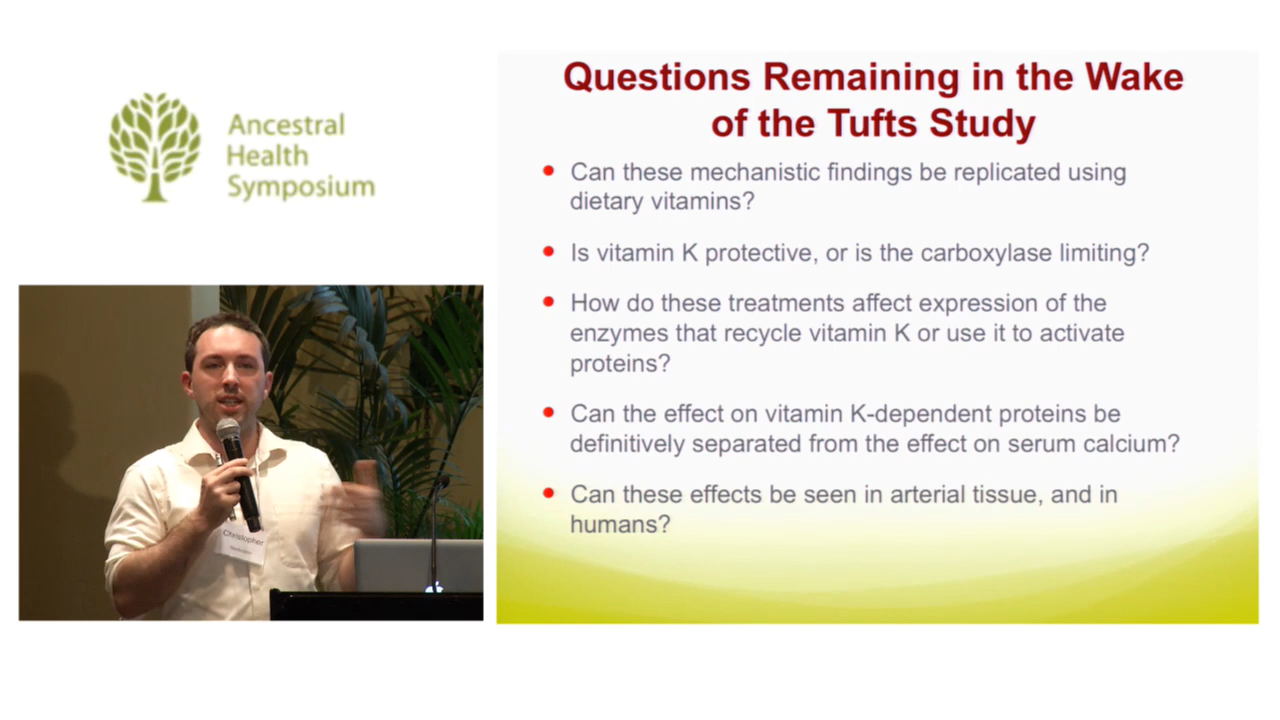 Ancestral
Health
Symposium
Questions Remaining in the Wake
of the Tufts Study
Can these mechanistic findings be replicated using
dietary vitamins?
Is vitamin K protective, or is the carboxylase limiting?
How do these treatments affect expression of the
enzymes that recycle vitamin K or use it to activate
proteins?
Can the effect on vitamin K-dependent proteins be
definitively separated from the effect on serum calcium?
Can these effects be seen in arterial tissue, and in
humans?
Christopher